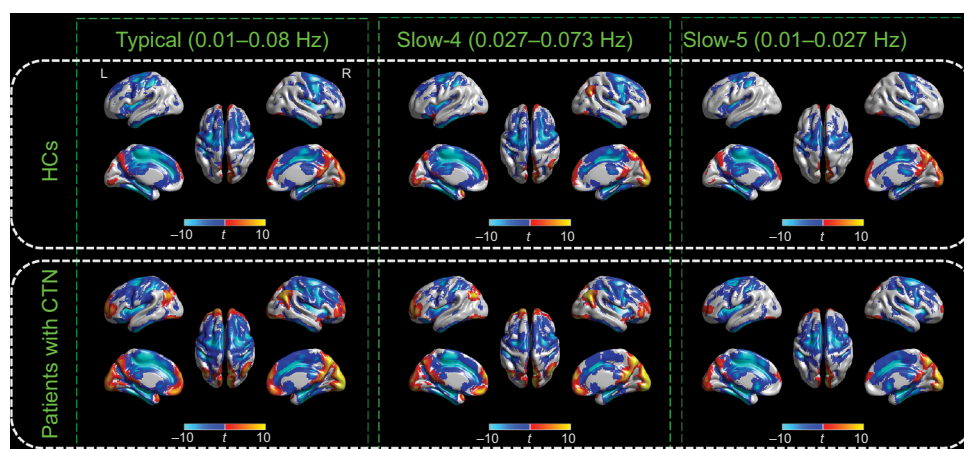 Typical (0.01–0.08 Hz) Slow-4 (0.027–0.073 Hz) Slow-5 (0.01–0.027 Hz)
L R
HCs
–10 t 10 –10 t 10 –10 t 10
Patients with CTN
–10 t 10 –10 t 10 –10 t 10